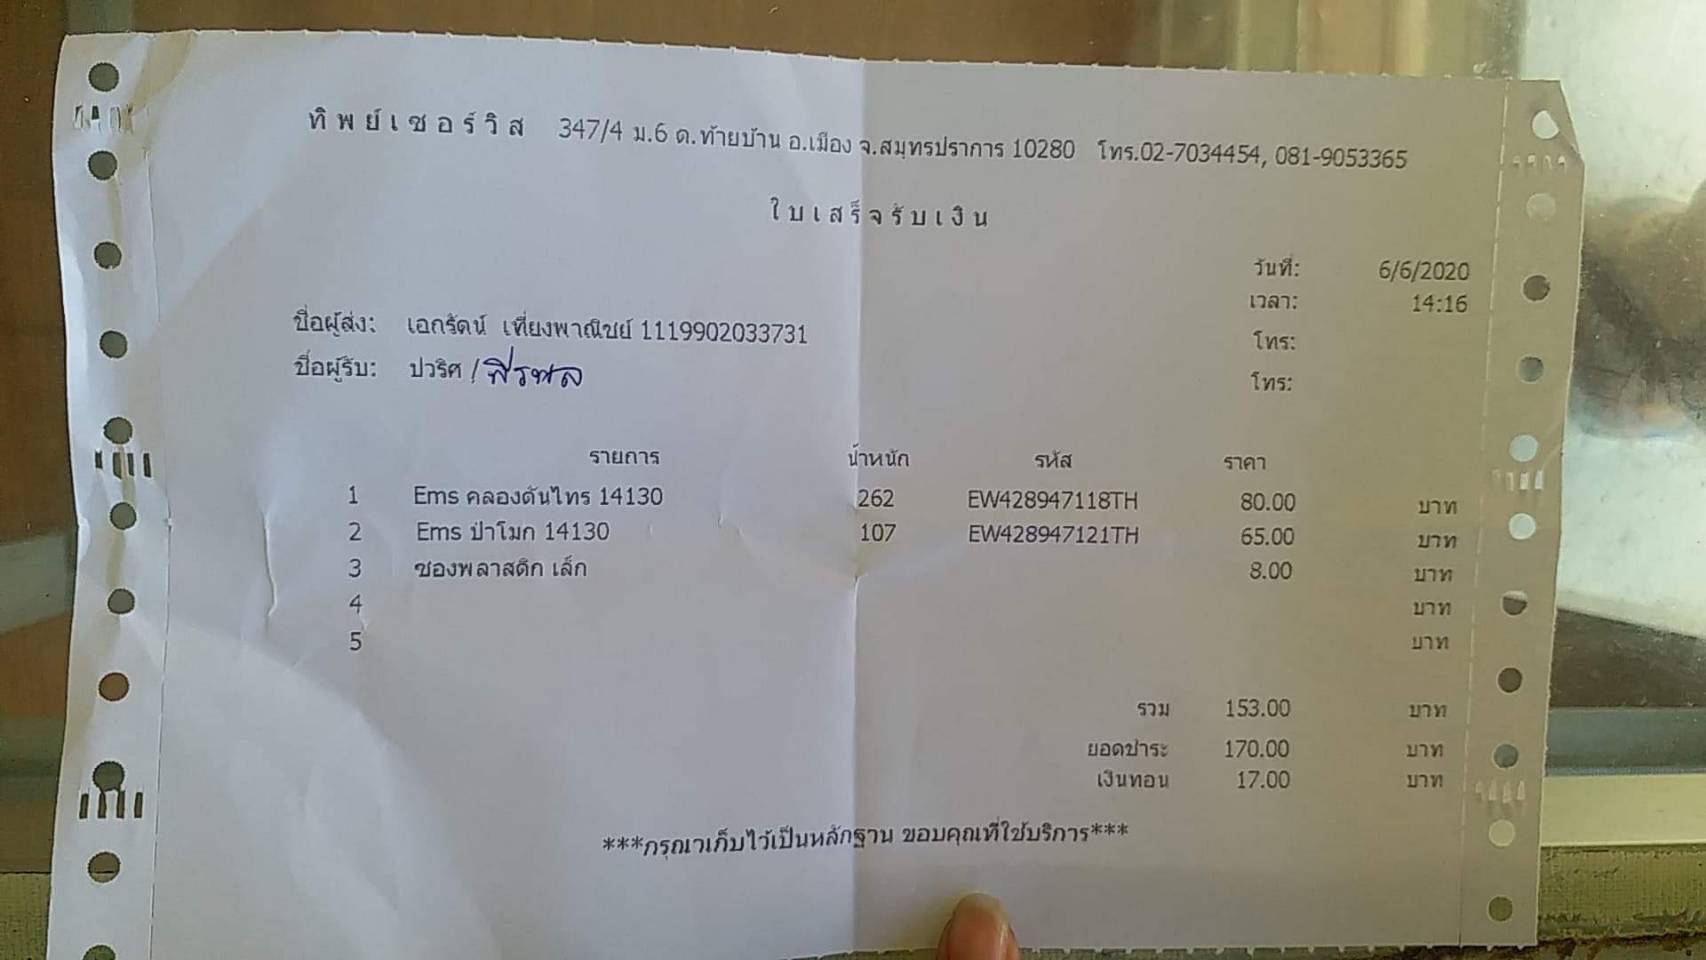 ทิพย์เซอร์วิส 347/4 ม.6 ต.ท้ายบ้าน อ.เมือง จ.สมุทรปราการ 10280 โทร.02-7034454, 081-9053365
ใบเสร็จรับเงิน
วันที่: 6/6/2020
เวลา: 14:16
ชื่อผู้ส่ง: เอกรัตน์ เที่ยงพาณิชย์ 1119902033731 โทร:
ชื่อผู้รับ: ปวริศ / พีรพล โทร:
รายการ น้ำหนัก รหัส ราคา
1 Ems คลองต้นไทร 14130 262 EW428947118TH 80.00 บาท
2 Ems ป่าโมก 14130 107 EW428947121TH 65.00 บาท
3 ซองพลาสติก เล็ก 8.00 บาท
4 บาท
5 บาท
รวม 153.00 บาท
ยอดชำระ 170.00 บาท
เงินทอน 17.00 บาท
***กรุณาเก็บไว้เป็นหลักฐาน ขอบคุณที่ใช้บริการ***